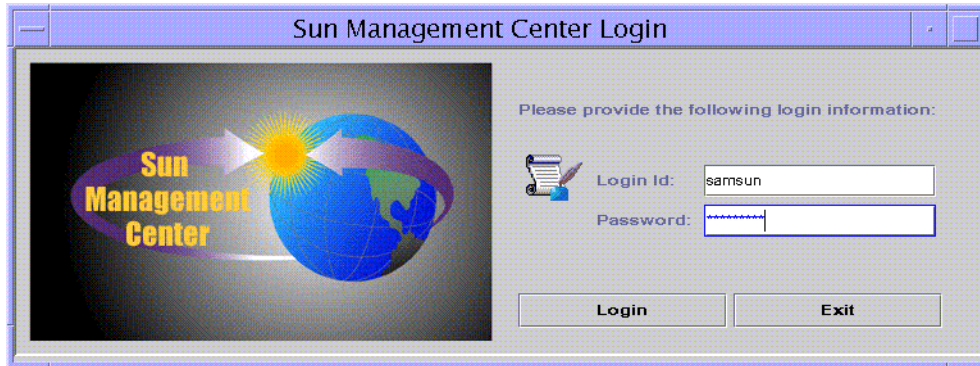 Sun Management Center Login
Sun
Management
Center
Please provide the following login information:
Login Id: samsun
Password: *********
Login
Exit